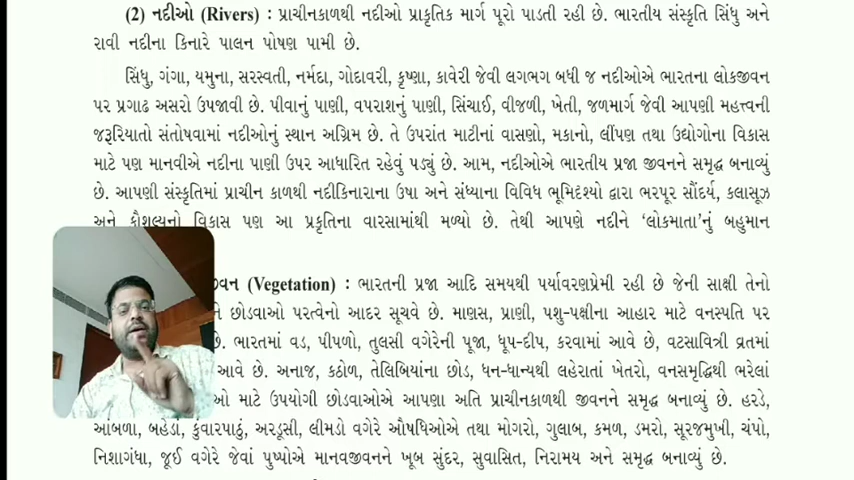 (2) નદીઓ (Rivers) : પ્રાચીનકાળથી નદીઓ પ્રાકૃતિક માર્ગ પૂરો પાડતી રહી છે. ભારતીય સંસ્કૃતિ સિંધુ અને
રાવી નદીના કિનારે પાલન પોષણ પામી છે.
સિંધુ, ગંગા, યમુના, સરસ્વતી, નર્મદા, ગોદાવરી, કૃષ્ણા, કાવેરી જેવી લગભગ બધી જ નદીઓએ ભારતના લોકજીવન
પર પ્રગાઢ અસરો ઉપજાવી છે. પીવાનું પાણી, વપરાશનું પાણી, સિંચાઈ, વીજળી, ખેતી, જળમાર્ગ જેવી આપણી મહત્ત્વની
જરૂરિયાતો સંતોષવામાં નદીઓનું સ્થાન અગ્રિમ છે. તે ઉપરાંત માટીનાં વાસણો, મકાનો, લીંપણ તથા ઉદ્યોગોના વિકાસ
માટે પણ માનવીએ નદીના પાણી ઉપર આધારિત રહેવું પડ્યું છે. આમ, નદીઓએ ભારતીય પ્રજા જીવનને સમૃદ્ધ બનાવ્યું
છે. આપણી સંસ્કૃતિમાં પ્રાચીન કાળથી નદીકિનારાના ઉષા અને સંધ્યાના વિવિધ ભૂમિદૃશ્યો દ્વારા ભરપૂર સૌંદર્ય, કલાસૂઝ
અને કૌશલ્યનો વિકાસ પણ આ પ્રકૃતિના વારસામાંથી મળ્યો છે. તેથી આપણે નદીને ‘લોકમાતા’નું બહુમાન
(Vegetation) : ભારતની પ્રજા આદિ સમયથી પર્યાવરણપ્રેમી રહી છે જેની સાક્ષી તેનો
છોડવાઓ પરત્વેનો આદર સૂચવે છે. માણસ, પ્રાણી, પશુ-પક્ષીના આહાર માટે વનસ્પતિ પર
છે. ભારતમાં વડ, પીપળો, તુલસી વગેરેની પૂજા, ધૂપ-દીપ, કરવામાં આવે છે, વટસાવિત્રી વ્રતમાં
આવે છે. અનાજ, કઠોળ, તેલિબિયાંના છોડ, ધન-ધાન્યથી લહેરાતાં ખેતરો, વનસમૃદ્ધિથી ભરેલાં
માટે ઉપયોગી છોડવાઓએ આપણા અતિ પ્રાચીનકાળથી જીવનને સમૃદ્ધ બનાવ્યું છે. હરડે,
આંબળા, બહેડાં, કુંવારપાઠું, અરડૂસી, લીમડો વગેરે ઔષધિઓએ તથા મોગરો, ગુલાબ, કમળ, ડમરો, સૂરજમુખી, ચંપો,
નિશાગંધા, જૂઈ વગેરે જેવાં પુષ્પોએ માનવજીવનને ખૂબ સુંદર, સુવાસિત, નિરામય અને સમૃદ્ધ બનાવ્યું છે.